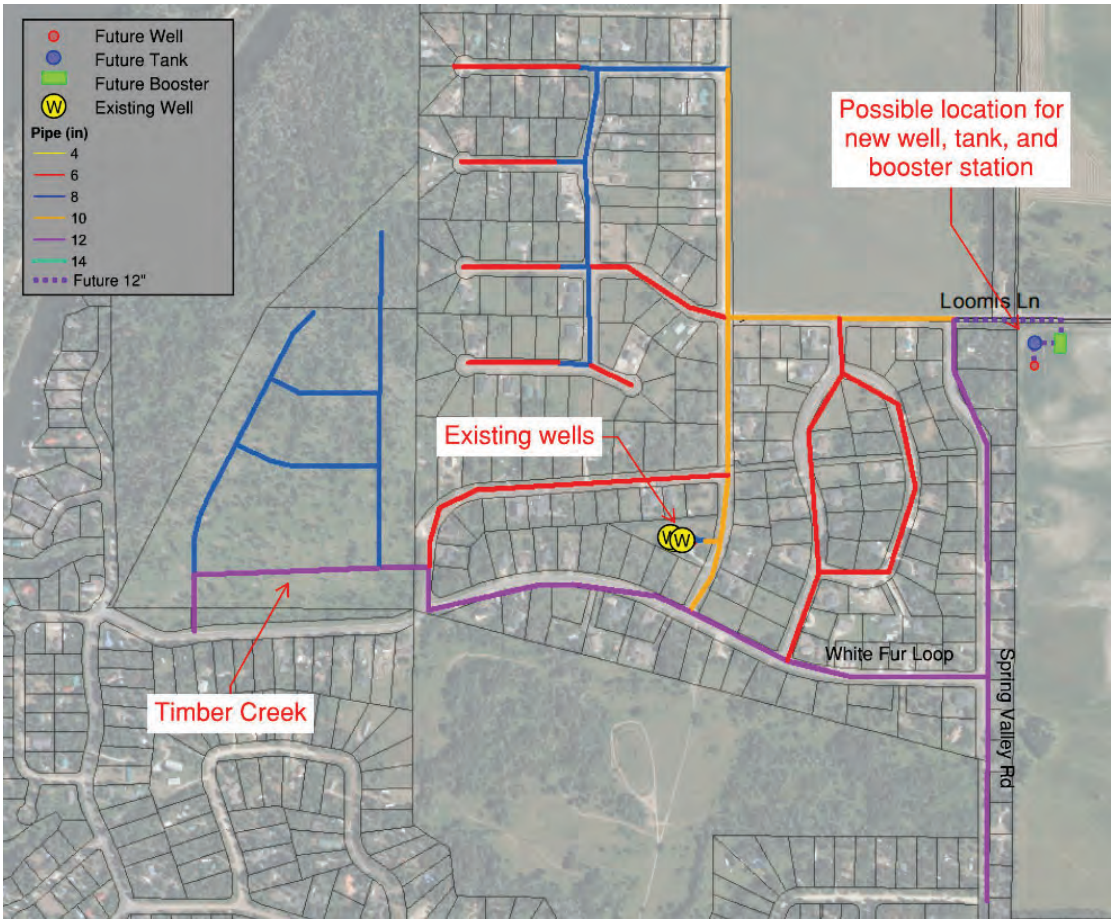 Future Well
Future Tank
Future Booster
W
Existing Well
Pipe (in)
4
6
8
10
12
14
Future 12"
Possible location for
new well, tank, and
booster station
Loomis Ln
Existing wells
W
W
White Fur Loop
Spring Valley Rd
Timber Creek